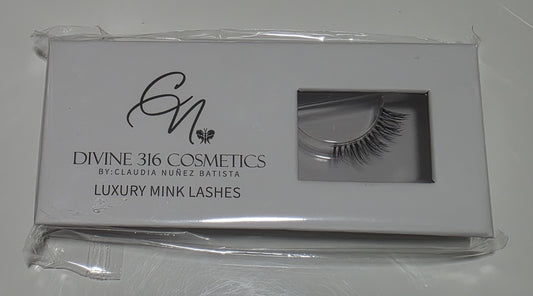 CN
DIVINE 316 COSMETICS
BY:CLAUDIA NUÑEZ BATISTA
LUXURY MINK LASHES